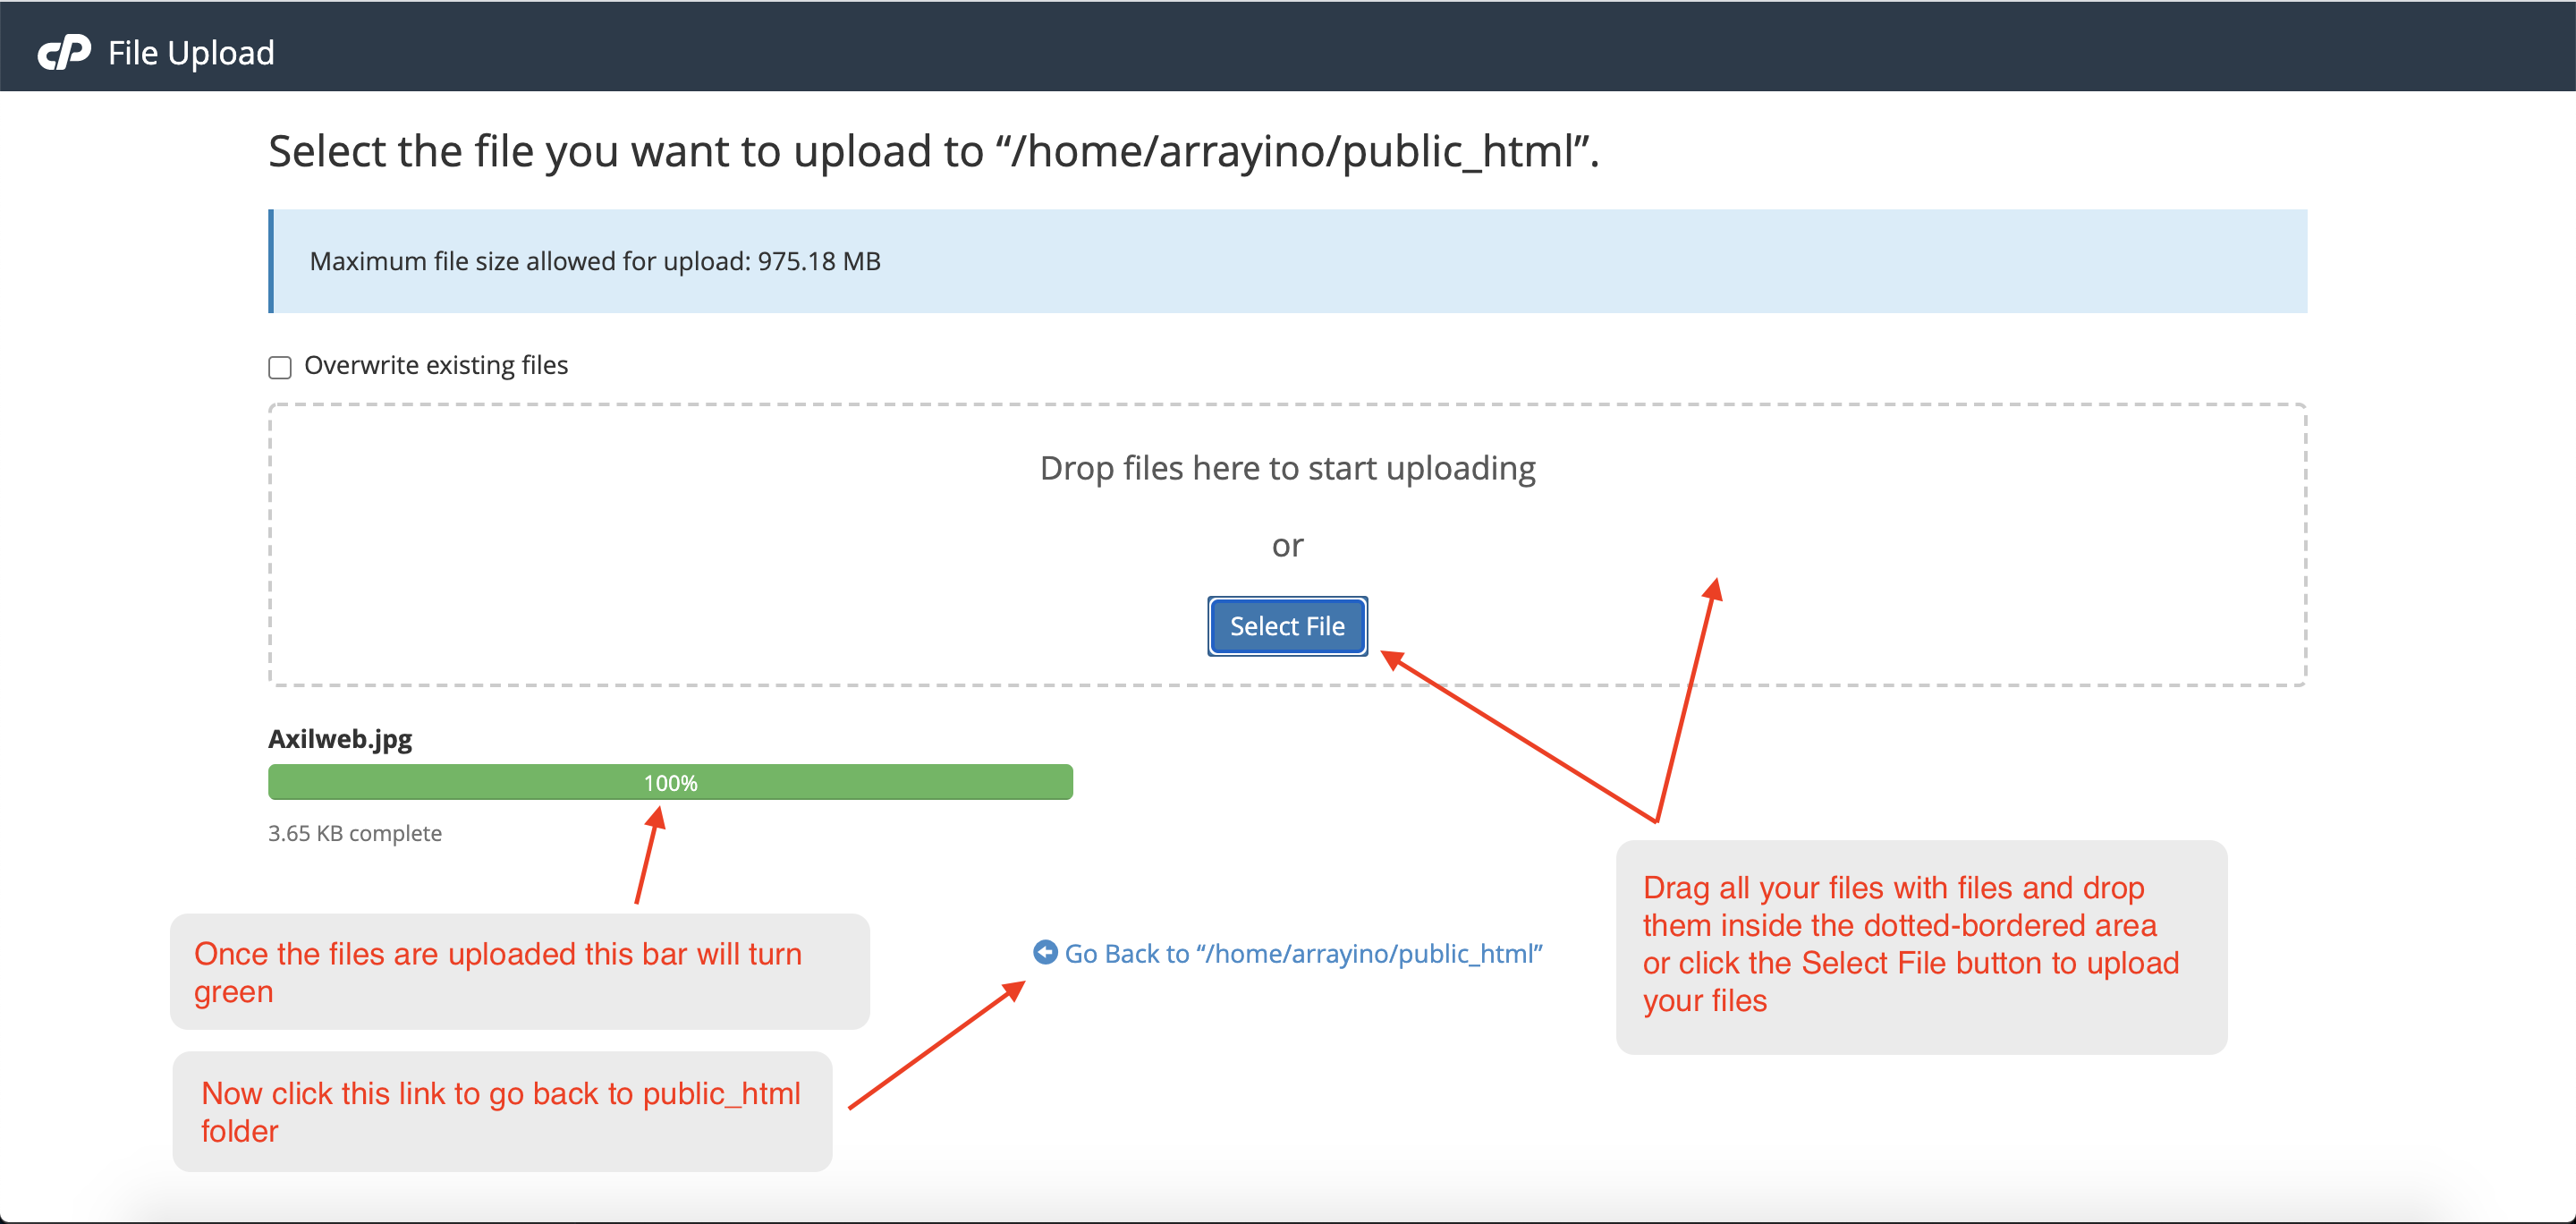 cP File Upload
Select the file you want to upload to “/home/arrayino/public_html”.
Maximum file size allowed for upload: 975.18 MB
Overwrite existing files
Drop files here to start uploading
or
Select File
Axilweb.jpg
100%
3.65 KB complete
Drag all your files with files and drop
them inside the dotted-bordered area
or click the Select File button to upload
your files
Once the files are uploaded this bar will turn
green
Go Back to “/home/arrayino/public_html”
Now click this link to go back to public_html
folder